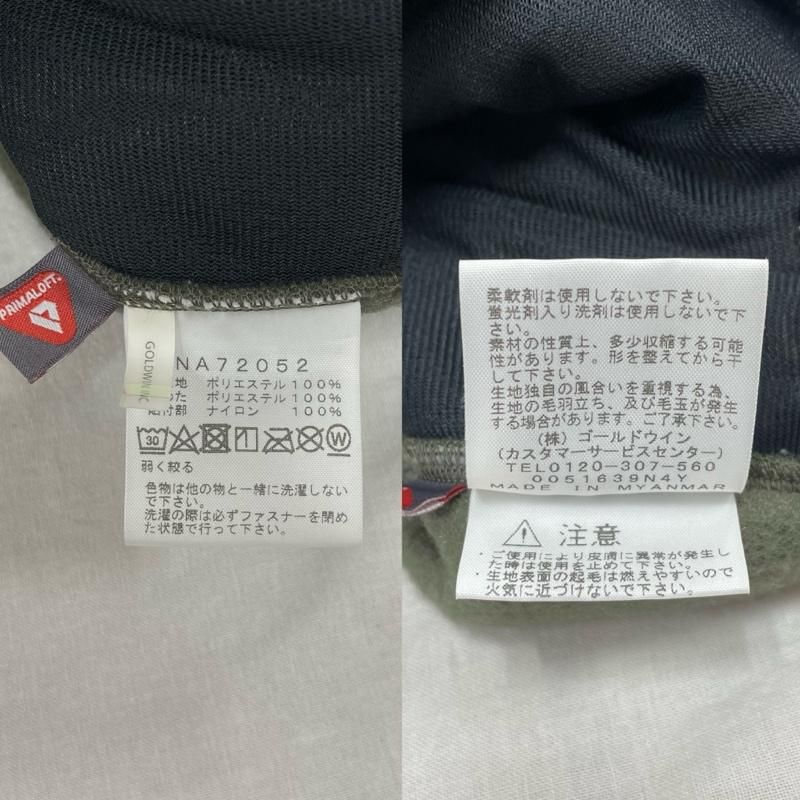 PRIMALOFT®
GOLDWIN INC
NA72052
地 ポリエステル 100%
わた ポリエステル 100%
貼付部 ナイロン 100%
30
W
弱く絞る
色物は他の物と一緒に洗濯しない
で下さい。
洗濯の際は必ずファスナーを閉め
た状態で行って下さい。
柔軟剤は使用しないで下さい。
蛍光剤入り洗剤は使用しないで下
さい。
素材の性質上、多少収縮する可能
性があります。形を整えてから干
して下さい。
生地独自の風合いを重視する為、
生地の毛羽立ち、及び毛玉が発生
する場合があります。ご了承下さい。
(株) ゴールドウイン
(カスタマーサービスセンター)
TEL0120-307-560
0051639N4Y
MADE IN MYANMAR
注意
・ご使用により皮膚に異常が発生し
た時は使用を止めて下さい。
・生地表面の起毛は燃えやすいので
火気に近づけないで下さい。